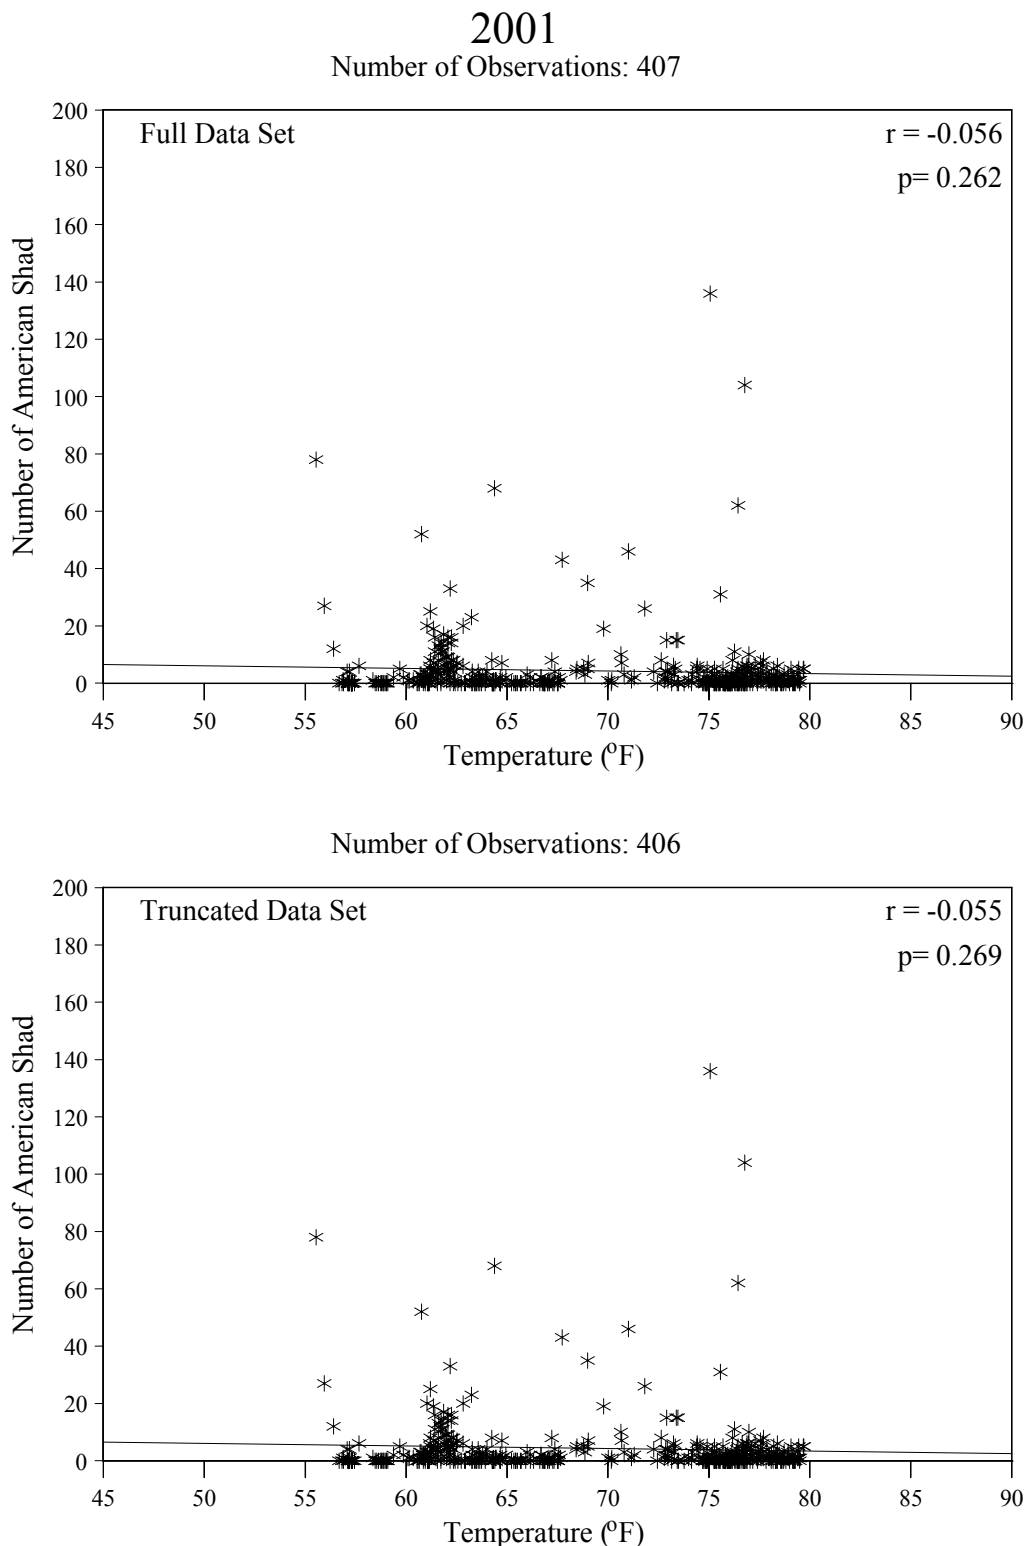 2001
Number of Observations: 407
200
Full Data Set
r = -0.056
180
p= 0.262
160
140
120
100
80
60
40
20
0
Number of American Shad
45 50 55 60 65 70 75 80 85 90
Temperature (oF)
Number of Observations: 406
200
Truncated Data Set
r = -0.055
180
p= 0.269
160
140
120
100
80
60
40
20
0
Number of American Shad
45 50 55 60 65 70 75 80 85 90
Temperature (oF)